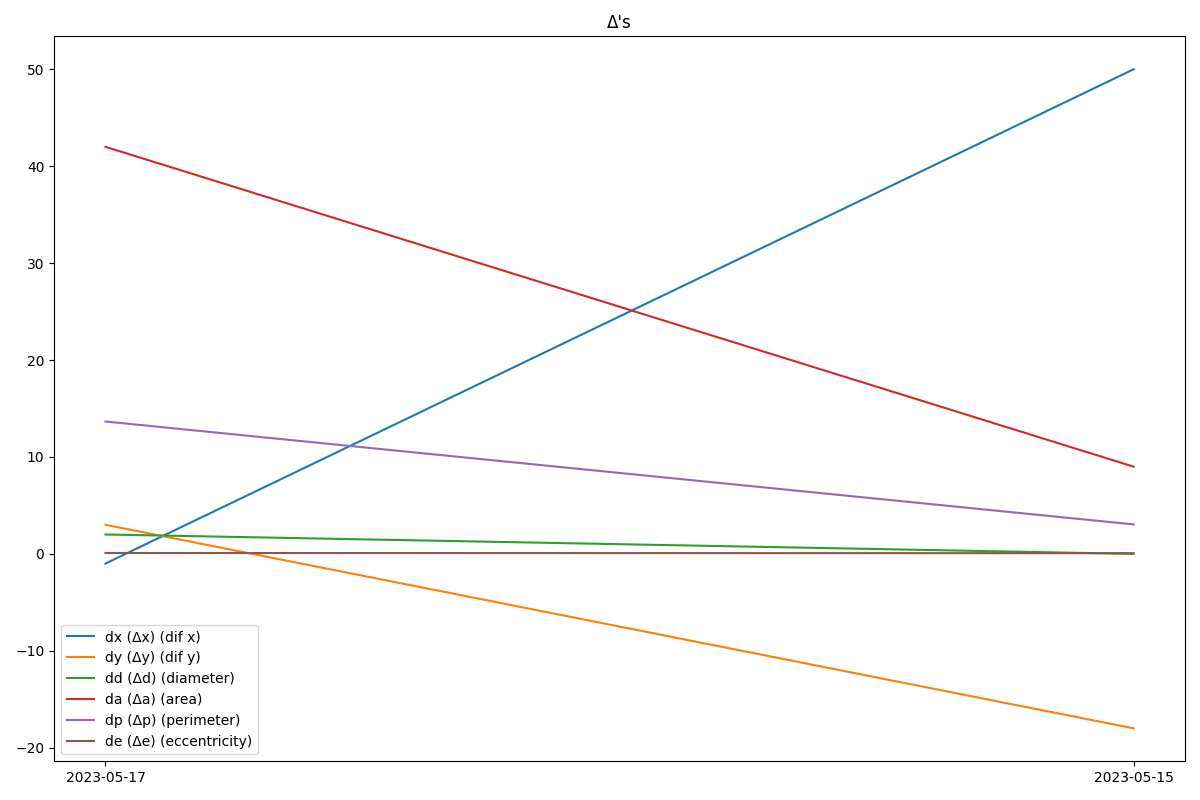 Δ's
50
40
30
20
10
0
−10
−20
dx (Δx) (dif x)
dy (Δy) (dif y)
dd (Δd) (diameter)
da (Δa) (area)
dp (Δp) (perimeter)
de (Δe) (eccentricity)
2023-05-17
2023-05-15